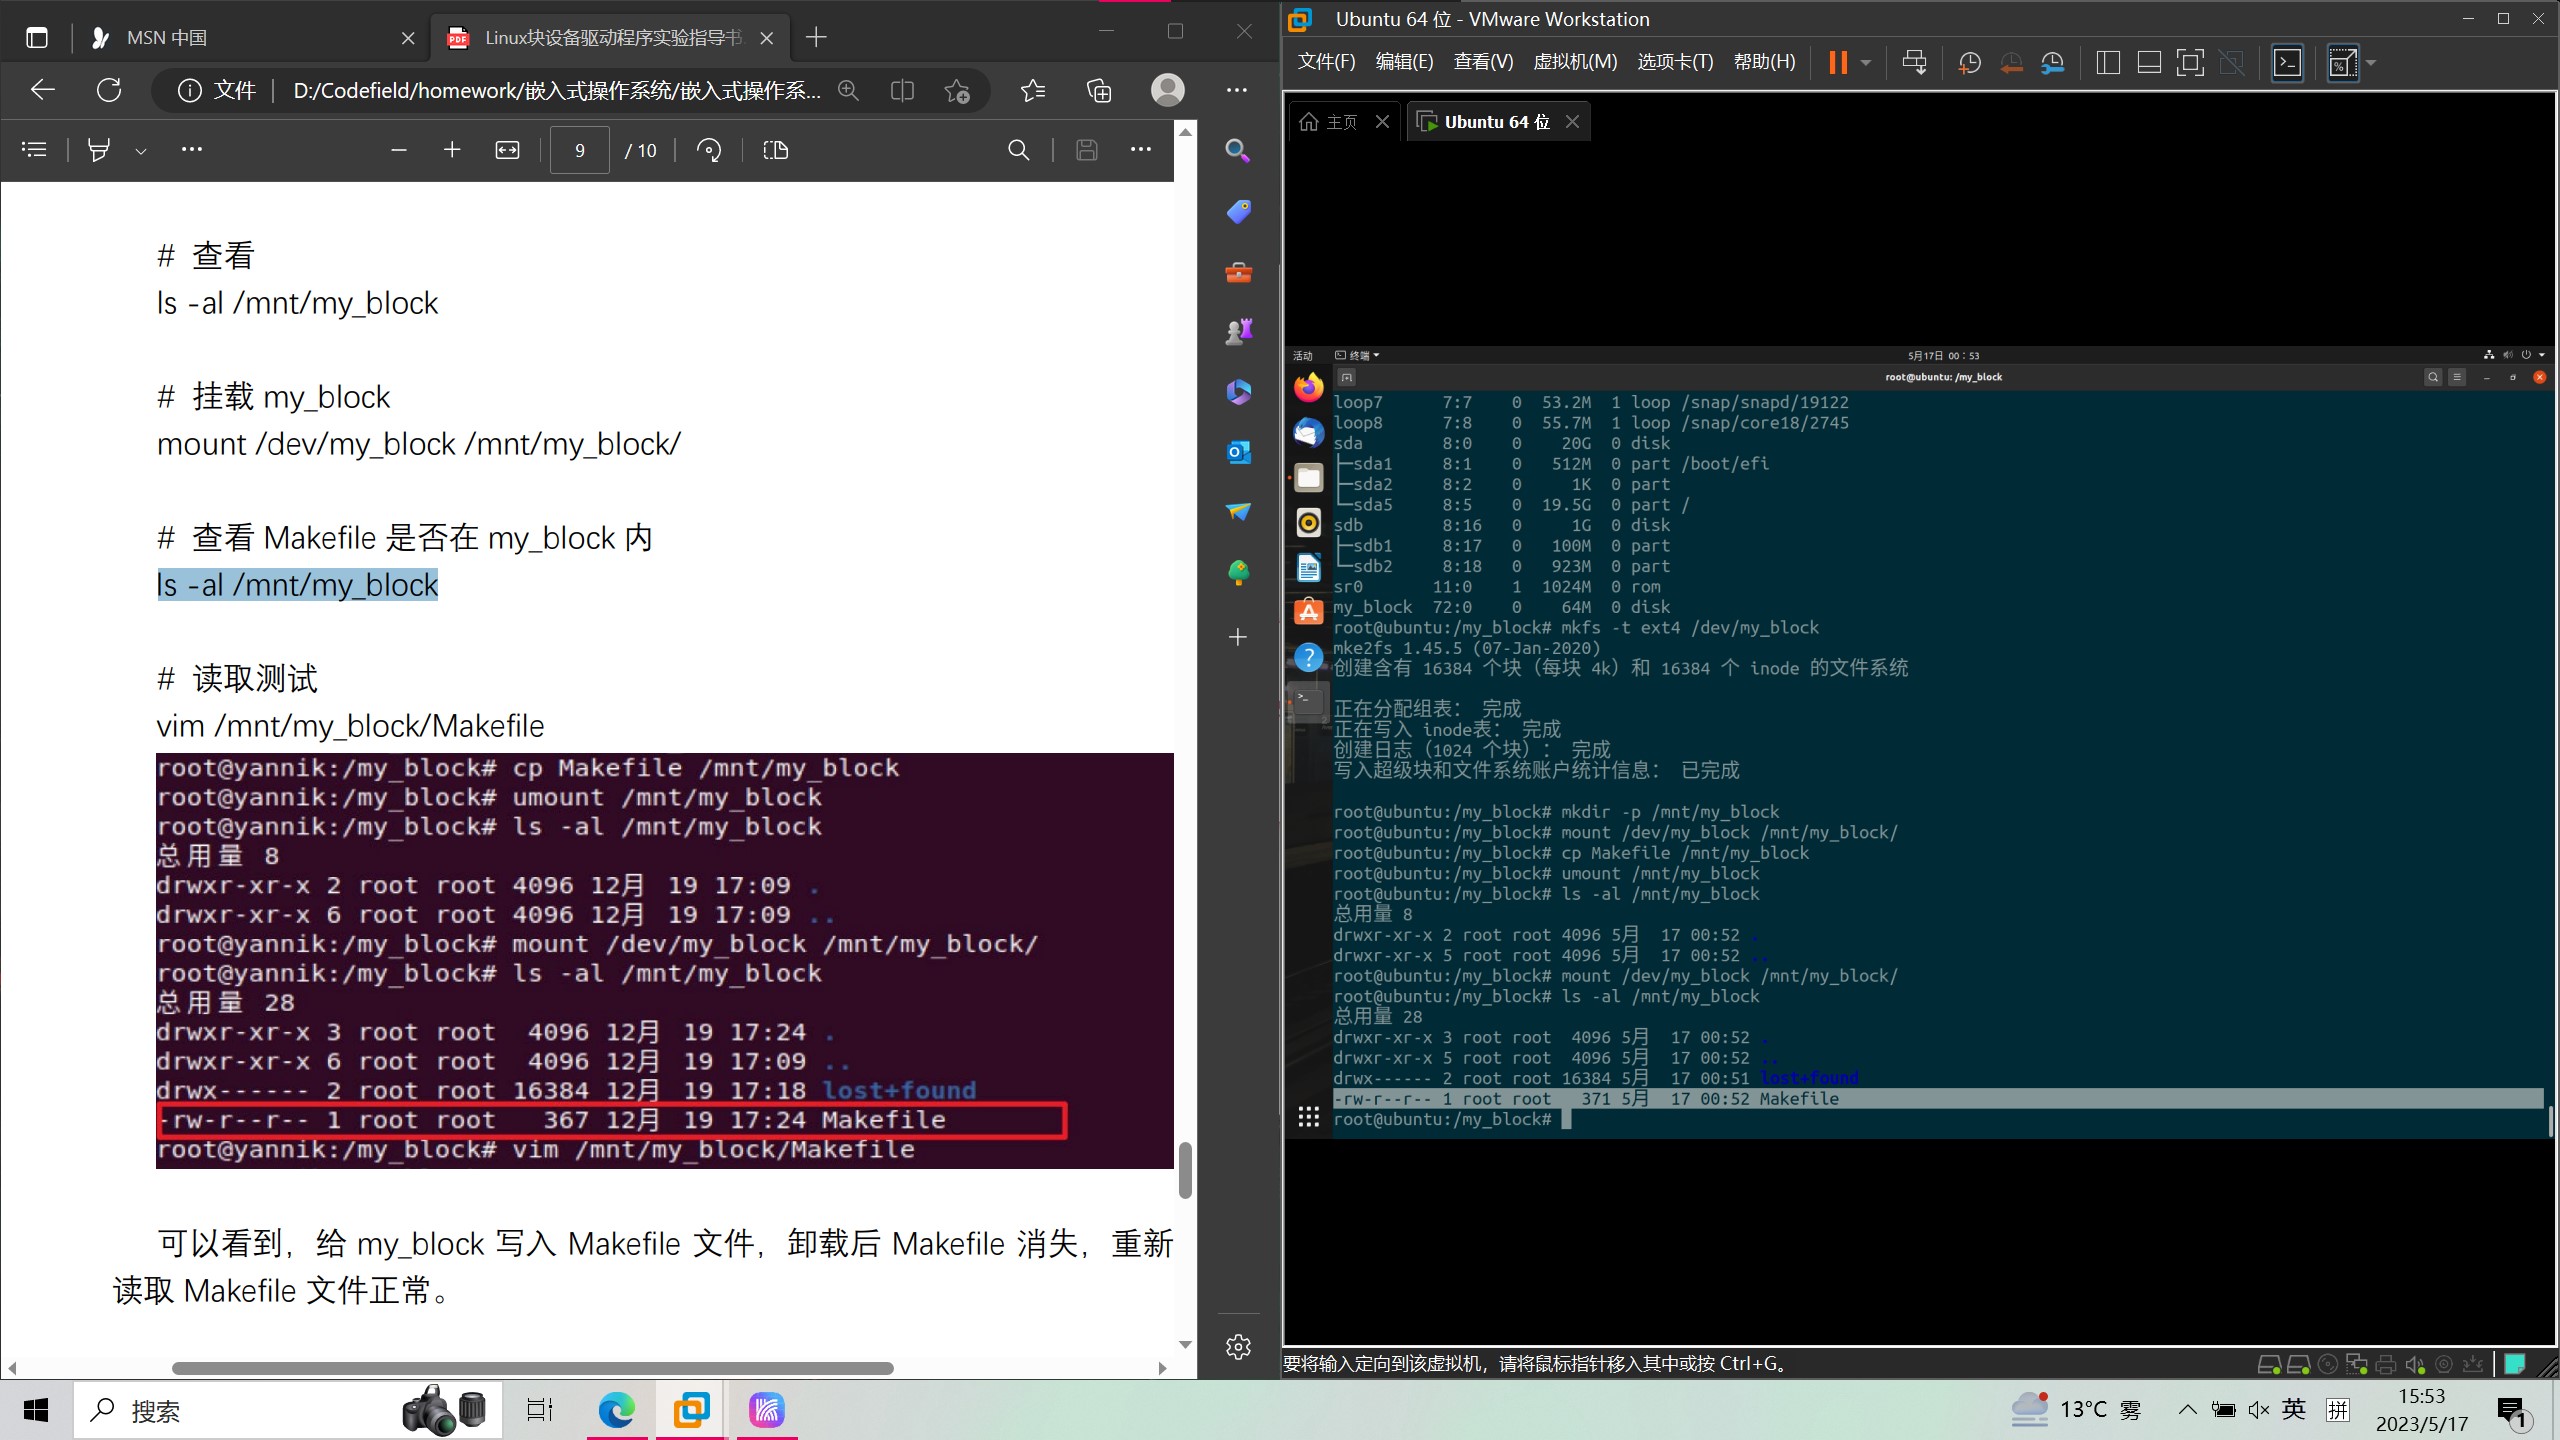 MSN 中国
Linux块设备驱动程序实验指导书
文件
D:/Codefield/homework/嵌入式操作系统/嵌入式操作系...
9
/ 10
# 查看
ls -al /mnt/my_block
# 挂载 my_block
mount /dev/my_block /mnt/my_block/
# 查看 Makefile 是否在 my_block 内
ls -al /mnt/my_block
# 读取测试
vim /mnt/my_block/Makefile
root@yannik:/my_block# cp Makefile /mnt/my_block
root@yannik:/my_block# umount /mnt/my_block
root@yannik:/my_block# ls -al /mnt/my_block
总用量 8
drwxr-xr-x 2 root root 4096 12月 19 17:09 .
drwxr-xr-x 6 root root 4096 12月 19 17:09 ..
root@yannik:/my_block# mount /dev/my_block /mnt/my_block/
root@yannik:/my_block# ls -al /mnt/my_block
总用量 28
drwxr-xr-x 3 root root 4096 12月 19 17:24 .
drwxr-xr-x 6 root root 4096 12月 19 17:09 ..
drwx------ 2 root root 16384 12月 19 17:18 lost+found
-rw-r--r-- 1 root root 367 12月 19 17:24 Makefile
root@yannik:/my_block# vim /mnt/my_block/Makefile
可以看到，给 my_block 写入 Makefile 文件，卸载后 Makefile 消失，重新
读取 Makefile 文件正常。
Ubuntu 64 位 - VMware Workstation
文件(F) 编辑(E) 查看(V) 虚拟机(M) 选项卡(T) 帮助(H)
主页
Ubuntu 64 位
活动
终端
5月17日 00：53
root@ubuntu: /my_block
loop7 7:7 0 53.2M 1 loop /snap/snapd/19122
loop8 7:8 0 55.7M 1 loop /snap/core18/2745
sda 8:0 0 20G 0 disk
├─sda1 8:1 0 512M 0 part /boot/efi
├─sda2 8:2 0 1K 0 part
└─sda5 8:5 0 19.5G 0 part /
sdb 8:16 0 1G 0 disk
├─sdb1 8:17 0 100M 0 part
└─sdb2 8:18 0 923M 0 part
sr0 11:0 1 1024M 0 rom
my_block 72:0 0 64M 0 disk
root@ubuntu:/my_block# mkfs -t ext4 /dev/my_block
mke2fs 1.45.5 (07-Jan-2020)
创建含有 16384 个块（每块 4k）和 16384 个 inode 的文件系统
正在分配组表： 完成
正在写入 inode表： 完成
创建日志（1024 个块）： 完成
写入超级块和文件系统账户统计信息： 已完成
root@ubuntu:/my_block# mkdir -p /mnt/my_block
root@ubuntu:/my_block# mount /dev/my_block /mnt/my_block/
root@ubuntu:/my_block# cp Makefile /mnt/my_block
root@ubuntu:/my_block# umount /mnt/my_block
root@ubuntu:/my_block# ls -al /mnt/my_block
总用量 8
drwxr-xr-x 2 root root 4096 5月 17 00:52 .
drwxr-xr-x 5 root root 4096 5月 17 00:52 ..
root@ubuntu:/my_block# mount /dev/my_block /mnt/my_block/
root@ubuntu:/my_block# ls -al /mnt/my_block
总用量 28
drwxr-xr-x 3 root root 4096 5月 17 00:52 .
drwxr-xr-x 5 root root 4096 5月 17 00:52 ..
drwx------ 2 root root 16384 5月 17 00:51 lost+found
-rw-r--r-- 1 root root 371 5月 17 00:52 Makefile
root@ubuntu:/my_block#
要将输入定向到该虚拟机，请将鼠标指针移入其中或按 Ctrl+G。
搜索
13°C 雾
英
拼
15:53
2023/5/17
1